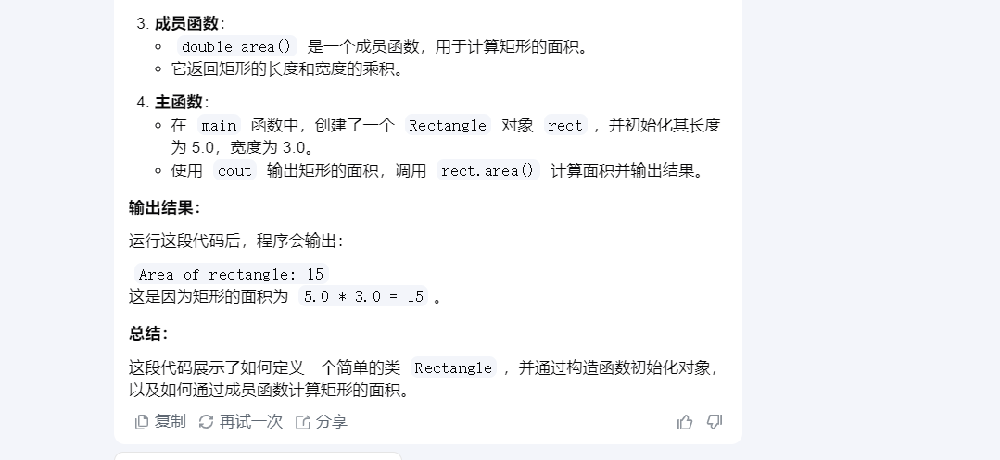 3. 成员函数：
double area() 是一个成员函数，用于计算矩形的面积。
它返回矩形的长度和宽度的乘积。
4. 主函数：
在 main 函数中，创建了一个 Rectangle 对象 rect ，并初始化其长度
为 5.0，宽度为 3.0。
使用 cout 输出矩形的面积，调用 rect.area() 计算面积并输出结果。
输出结果：
运行这段代码后，程序会输出：
Area of rectangle: 15
这是因为矩形的面积为 5.0 * 3.0 = 15 。
总结：
这段代码展示了如何定义一个简单的类 Rectangle ，并通过构造函数初始化对象，
以及如何通过成员函数计算矩形的面积。
复制 再试一次 分享